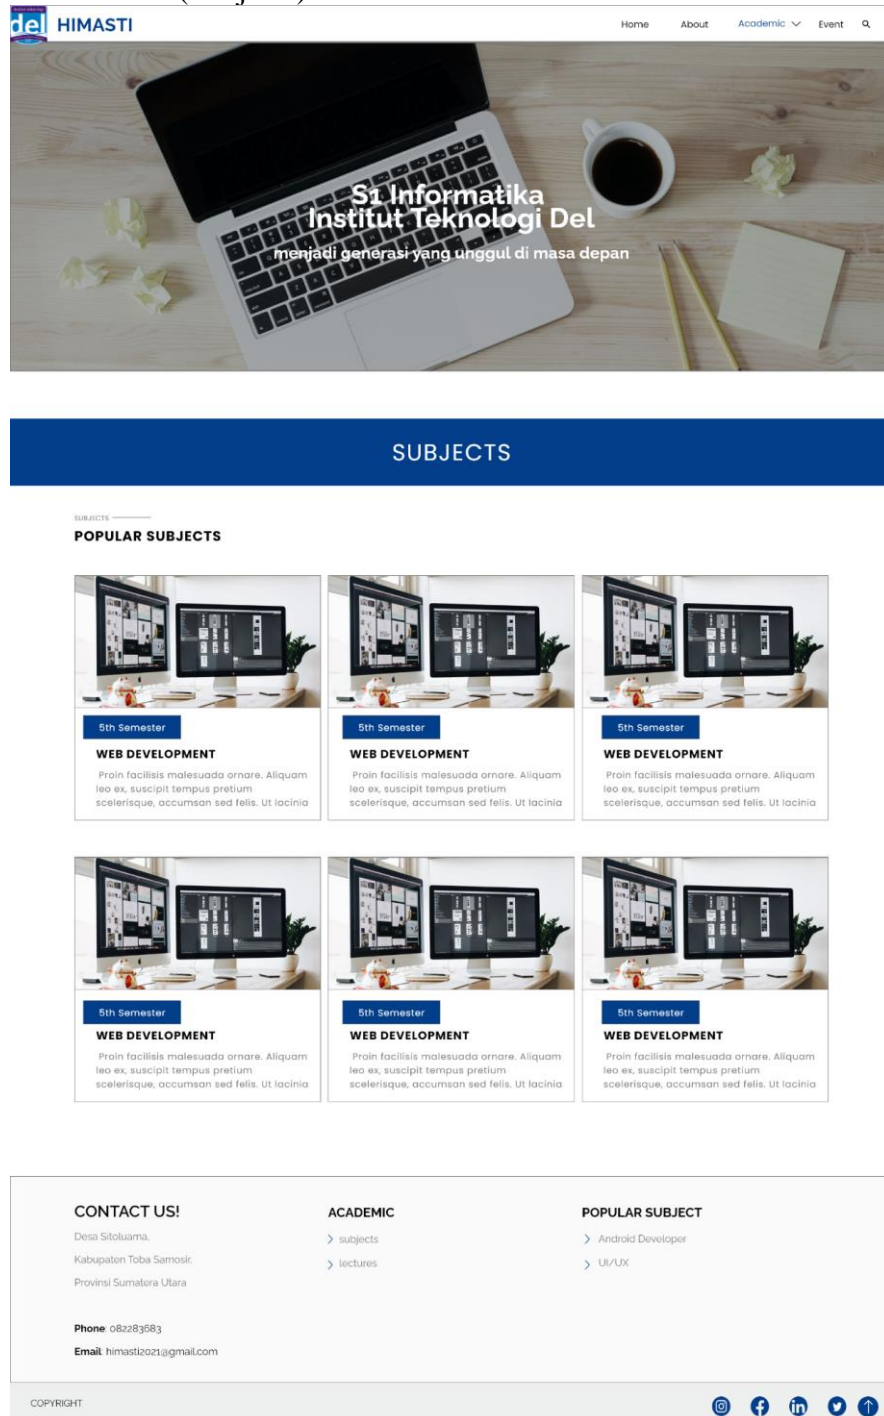 del HIMASTI
Home About Academic Event
S1 Informatika
Institut Teknologi Del
menjadi generasi yang unggul di masa depan
SUBJECTS
SUBJECTS
POPULAR SUBJECTS
5th Semester
WEB DEVELOPMENT
Proin facilisis malesuada ornare. Aliquam
leo ex, suscipit tempus pretium
scelerisque, accumsan sed felis. Ut lacinia
5th Semester
WEB DEVELOPMENT
Proin facilisis malesuada ornare. Aliquam
leo ex, suscipit tempus pretium
scelerisque, accumsan sed felis. Ut lacinia
5th Semester
WEB DEVELOPMENT
Proin facilisis malesuada ornare. Aliquam
leo ex, suscipit tempus pretium
scelerisque, accumsan sed felis. Ut lacinia
5th Semester
WEB DEVELOPMENT
Proin facilisis malesuada ornare. Aliquam
leo ex, suscipit tempus pretium
scelerisque, accumsan sed felis. Ut lacinia
5th Semester
WEB DEVELOPMENT
Proin facilisis malesuada ornare. Aliquam
leo ex, suscipit tempus pretium
scelerisque, accumsan sed felis. Ut lacinia
5th Semester
WEB DEVELOPMENT
Proin facilisis malesuada ornare. Aliquam
leo ex, suscipit tempus pretium
scelerisque, accumsan sed felis. Ut lacinia
CONTACT US!
Desa Sitoluama,
Kabupaten Toba Samosir,
Provinsi Sumatera Utara
Phone: 082283683
Email: himasti2021@gmail.com
ACADEMIC
subjects
lectures
POPULAR SUBJECT
Android Developer
UI/UX
COPYRIGHT